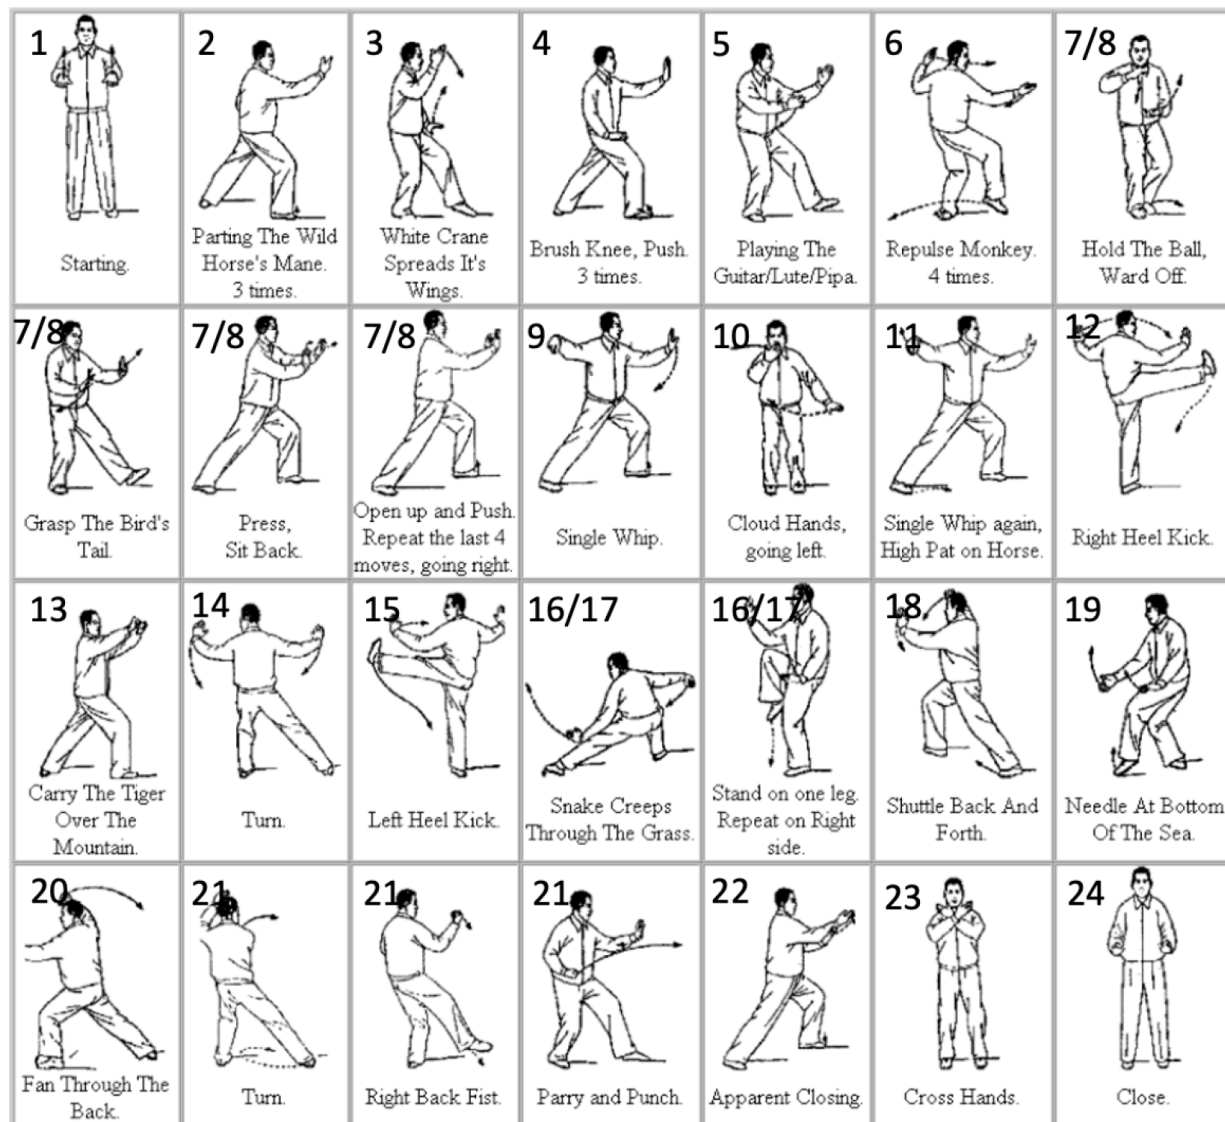 1
Starting.
2
Parting The Wild
Horse's Mane.
3 times.
3
White Crane
Spreads It's
Wings.
4
Brush Knee, Push.
3 times.
5
Playing The
Guitar/Lute/Pipa.
6
Repulse Monkey.
4 times.
7/8
Hold The Ball,
Ward Off.
7/8
Grasp The Bird's
Tail.
7/8
Press,
Sit Back.
7/8
Open up and Push.
Repeat the last 4
moves, going right.
9
Single Whip.
10
Cloud Hands,
going left.
11
Single Whip again,
High Pat on Horse.
12
Right Heel Kick.
13
Carry The Tiger
Over The
Mountain.
14
Turn.
15
Left Heel Kick.
16/17
Snake Creeps
Through The Grass.
16/17
Stand on one leg.
Repeat on Right
side.
18
Shuttle Back And
Forth.
19
Needle At Bottom
Of The Sea.
20
Fan Through The
Back.
21
Turn.
21
Right Back Fist.
21
Parry and Punch.
22
Apparent Closing.
23
Cross Hands.
24
Close.